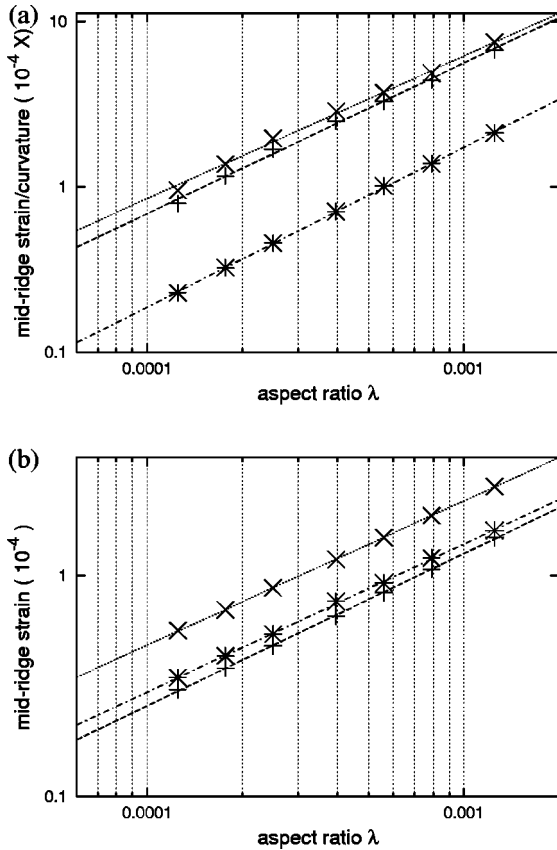 (a)
10
1
0.1
mid-ridge strain/curvature ( 10⁻⁴ X)
0.0001
0.001
aspect ratio λ
(b)
1
0.1
mid-ridge strain ( 10⁻⁴ )
0.0001
0.001
aspect ratio λ